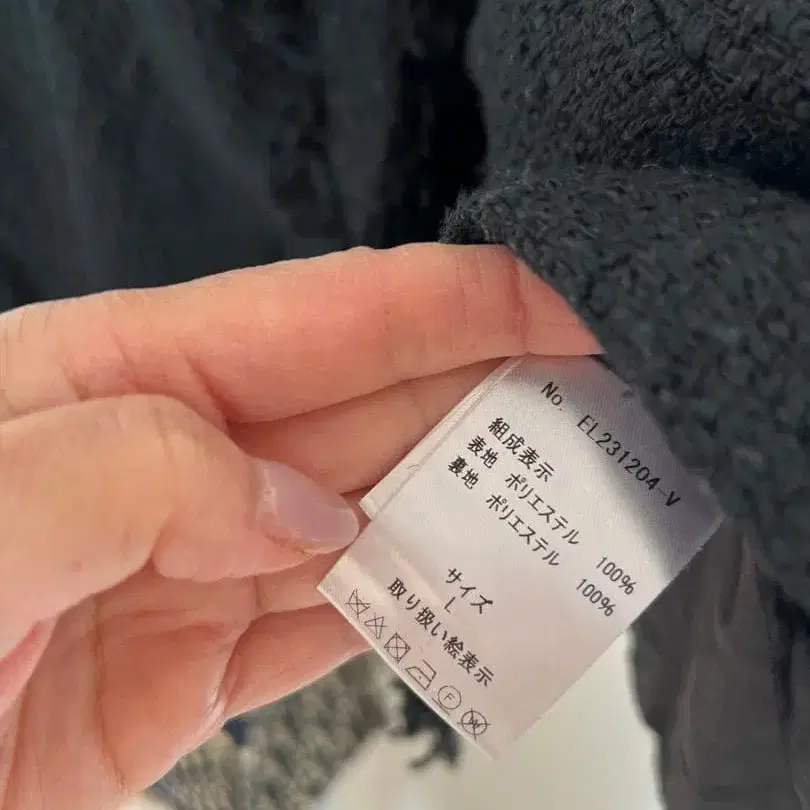 No. EL231204-V
組成表示
表地 ポリエステル 100%
裏地 ポリエステル 100%
サイズ
L
取り扱い絵表示
F W